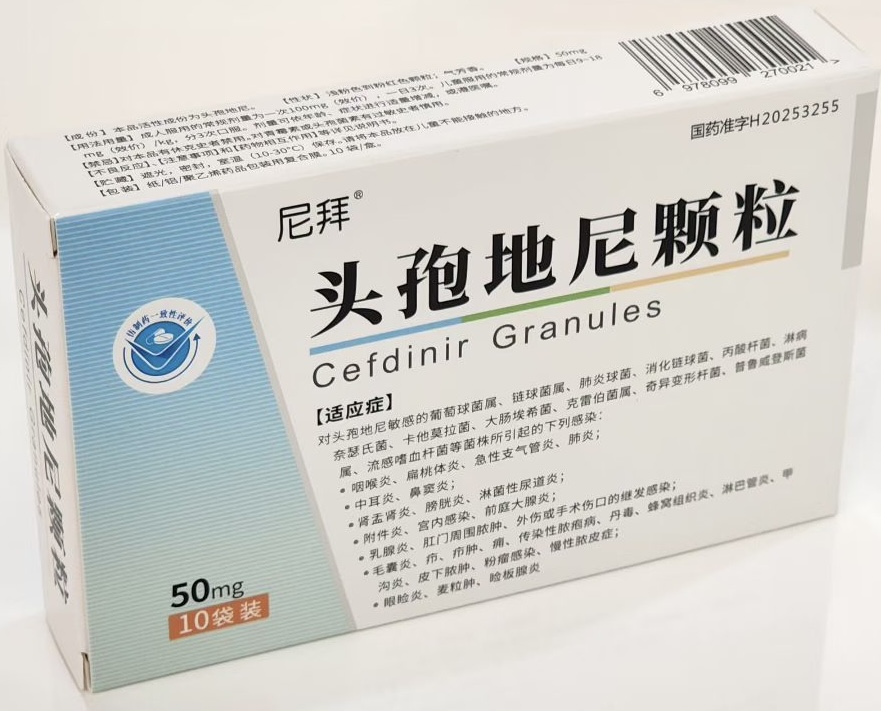 【成份】本品活性成份为头孢地尼。 【性状】浅粉色到粉红色颗粒；气芳香。 【规格】50mg
【用法用量】成人服用的常规剂量为一次100mg（效价），一日3次。儿童服用的常规剂量为每日9-18
mg（效价）/kg，分3次口服。剂量可依年龄、症状进行适量增减，或遵医嘱。
【禁忌】对本品有休克史者禁用。对青霉素或头孢菌素有过敏史者慎用。
【不良反应】、【注意事项】和【药物相互作用】等详见说明书。
【贮藏】遮光，密封，室温（10-30℃）保存。请将本品放在儿童不能接触的地方。
【包装】纸/铝/聚乙烯药品包装用复合膜。10 袋/盒。
6 978099 270021 >
国药准字H20253255
尼拜®
头孢地尼颗粒
Cefdinir Granules
仿制药一致性评价
【适应症】
对头孢地尼敏感的葡萄球菌属、链球菌属、肺炎球菌、消化链球菌、丙酸杆菌、淋病
奈瑟氏菌、卡他莫拉菌、大肠埃希菌、克雷伯菌属、奇异变形杆菌、普鲁威登斯菌
属、流感嗜血杆菌等菌株所引起的下列感染：
• 咽喉炎、扁桃体炎、急性支气管炎、肺炎；
• 中耳炎、鼻窦炎；
• 肾盂肾炎、膀胱炎、淋菌性尿道炎；
• 附件炎、宫内感染、前庭大腺炎；
• 乳腺炎、肛门周围脓肿、外伤或手术伤口的继发感染；
• 毛囊炎、疖、疖肿、痈、传染性脓疱病、丹毒、蜂窝组织炎、淋巴管炎、甲
沟炎、皮下脓肿、粉瘤感染、慢性脓皮症；
• 眼睑炎、麦粒肿、睑板腺炎
50mg
10袋装
头孢地尼颗粒
Cefdinir Granules